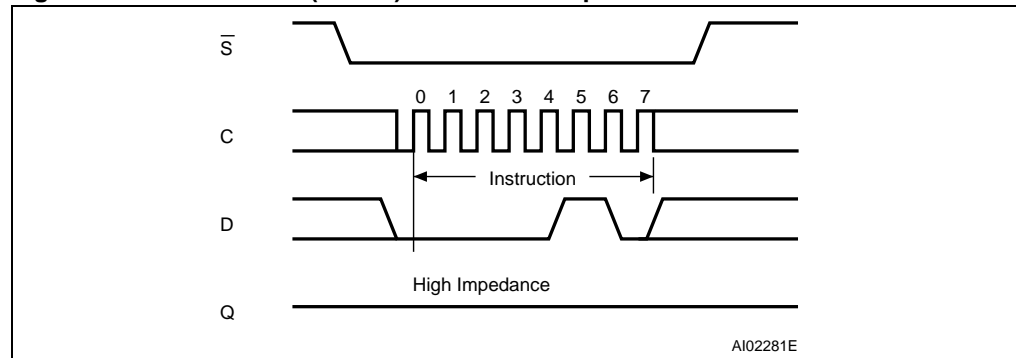 S̅
0 1 2 3 4 5 6 7
C
Instruction
D
High Impedance
Q
AI02281E